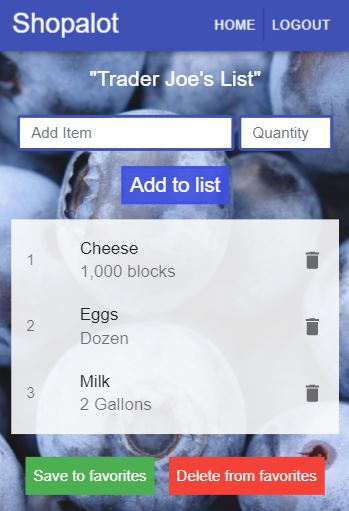 Shopalot HOME LOGOUT
"Trader Joe's List"
Add Item Quantity
Add to list
1 Cheese
1,000 blocks
2 Eggs
Dozen
3 Milk
2 Gallons
Save to favorites Delete from favorites